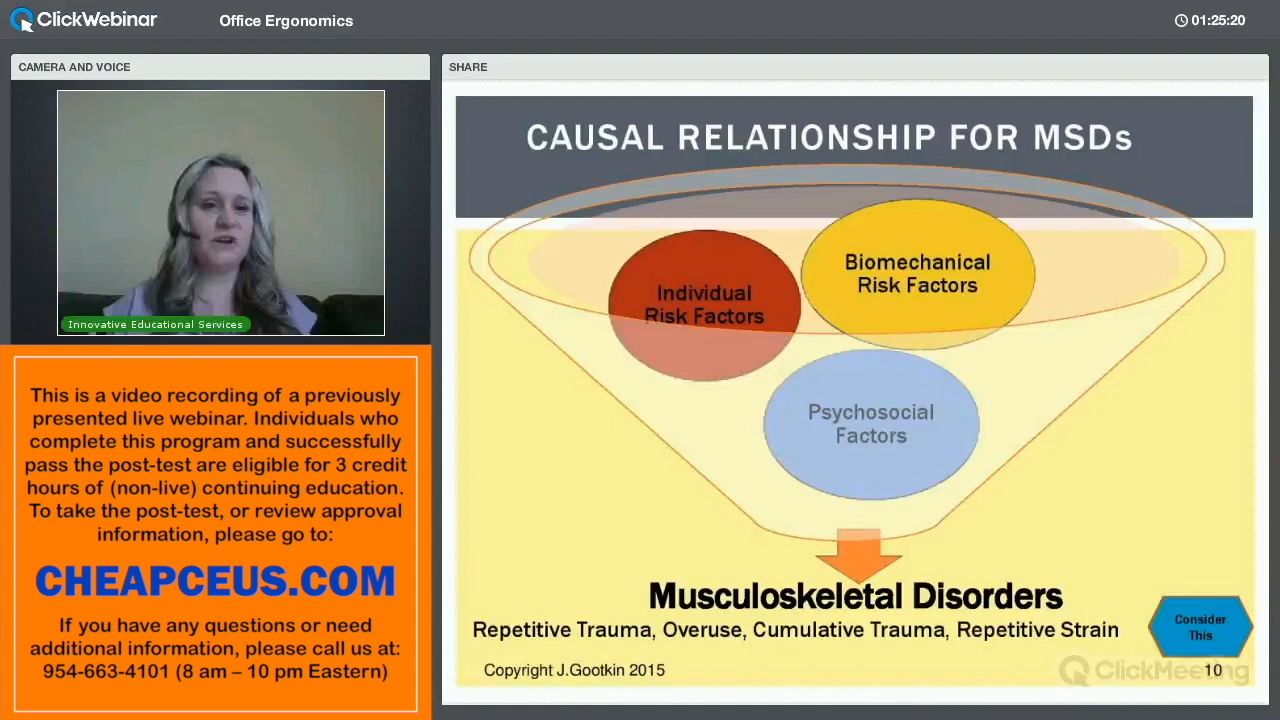 ClickWebinar
Office Ergonomics
01:25:20
CAMERA AND VOICE
Innovative Educational Services
This is a video recording of a previously
presented live webinar. Individuals who
complete this program and successfully
pass the post-test are eligible for 3 credit
hours of (non-live) continuing education.
To take the post-test, or review approval
information, please go to:
CHEAPCEUS.COM
If you have any questions or need
additional information, please call us at:
954-663-4101 (8 am – 10 pm Eastern)
SHARE
CAUSAL RELATIONSHIP FOR MSDs
Individual
Risk Factors
Biomechanical
Risk Factors
Psychosocial
Factors
Musculoskeletal Disorders
Repetitive Trauma, Overuse, Cumulative Trauma, Repetitive Strain
Consider
This
Copyright J.Gootkin 2015
ClickMeeting
10